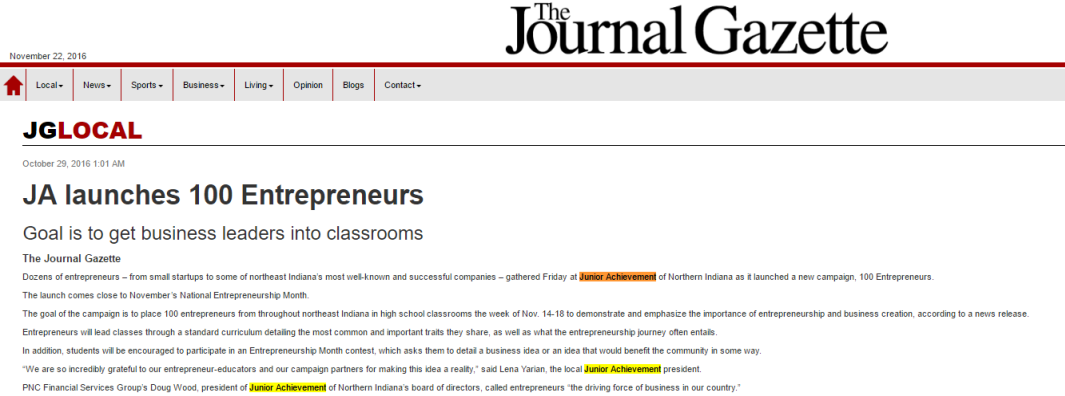 The Journal Gazette
November 22, 2016
Local News Sports Business Living Opinion Blogs Contact
JGLOCAL
October 29, 2016 1:01 AM
JA launches 100 Entrepreneurs
Goal is to get business leaders into classrooms
The Journal Gazette
Dozens of entrepreneurs – from small startups to some of northeast Indiana's most well-known and successful companies – gathered Friday at Junior Achievement of Northern Indiana as it launched a new campaign, 100 Entrepreneurs.
The launch comes close to November's National Entrepreneurship Month.
The goal of the campaign is to place 100 entrepreneurs from throughout northeast Indiana in high school classrooms the week of Nov. 14-18 to demonstrate and emphasize the importance of entrepreneurship and business creation, according to a news release.
Entrepreneurs will lead classes through a standard curriculum detailing the most common and important traits they share, as well as what the entrepreneurship journey often entails.
In addition, students will be encouraged to participate in an Entrepreneurship Month contest, which asks them to detail a business idea or an idea that would benefit the community in some way.
“We are so incredibly grateful to our entrepreneur-educators and our campaign partners for making this idea a reality,” said Lena Yarian, the local Junior Achievement president.
PNC Financial Services Group's Doug Wood, president of Junior Achievement of Northern Indiana's board of directors, called entrepreneurs “the driving force of business in our country.”